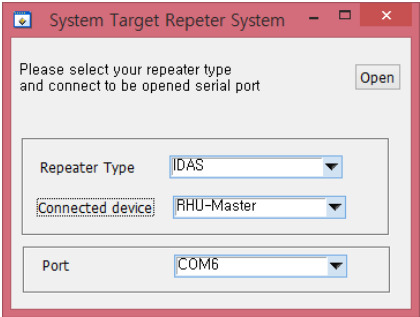 System Target Repeter System
Please select your repeater type
and connect to be opened serial port
Open
Repeater Type
IDAS
Connected device
RHU-Master
Port
COM6